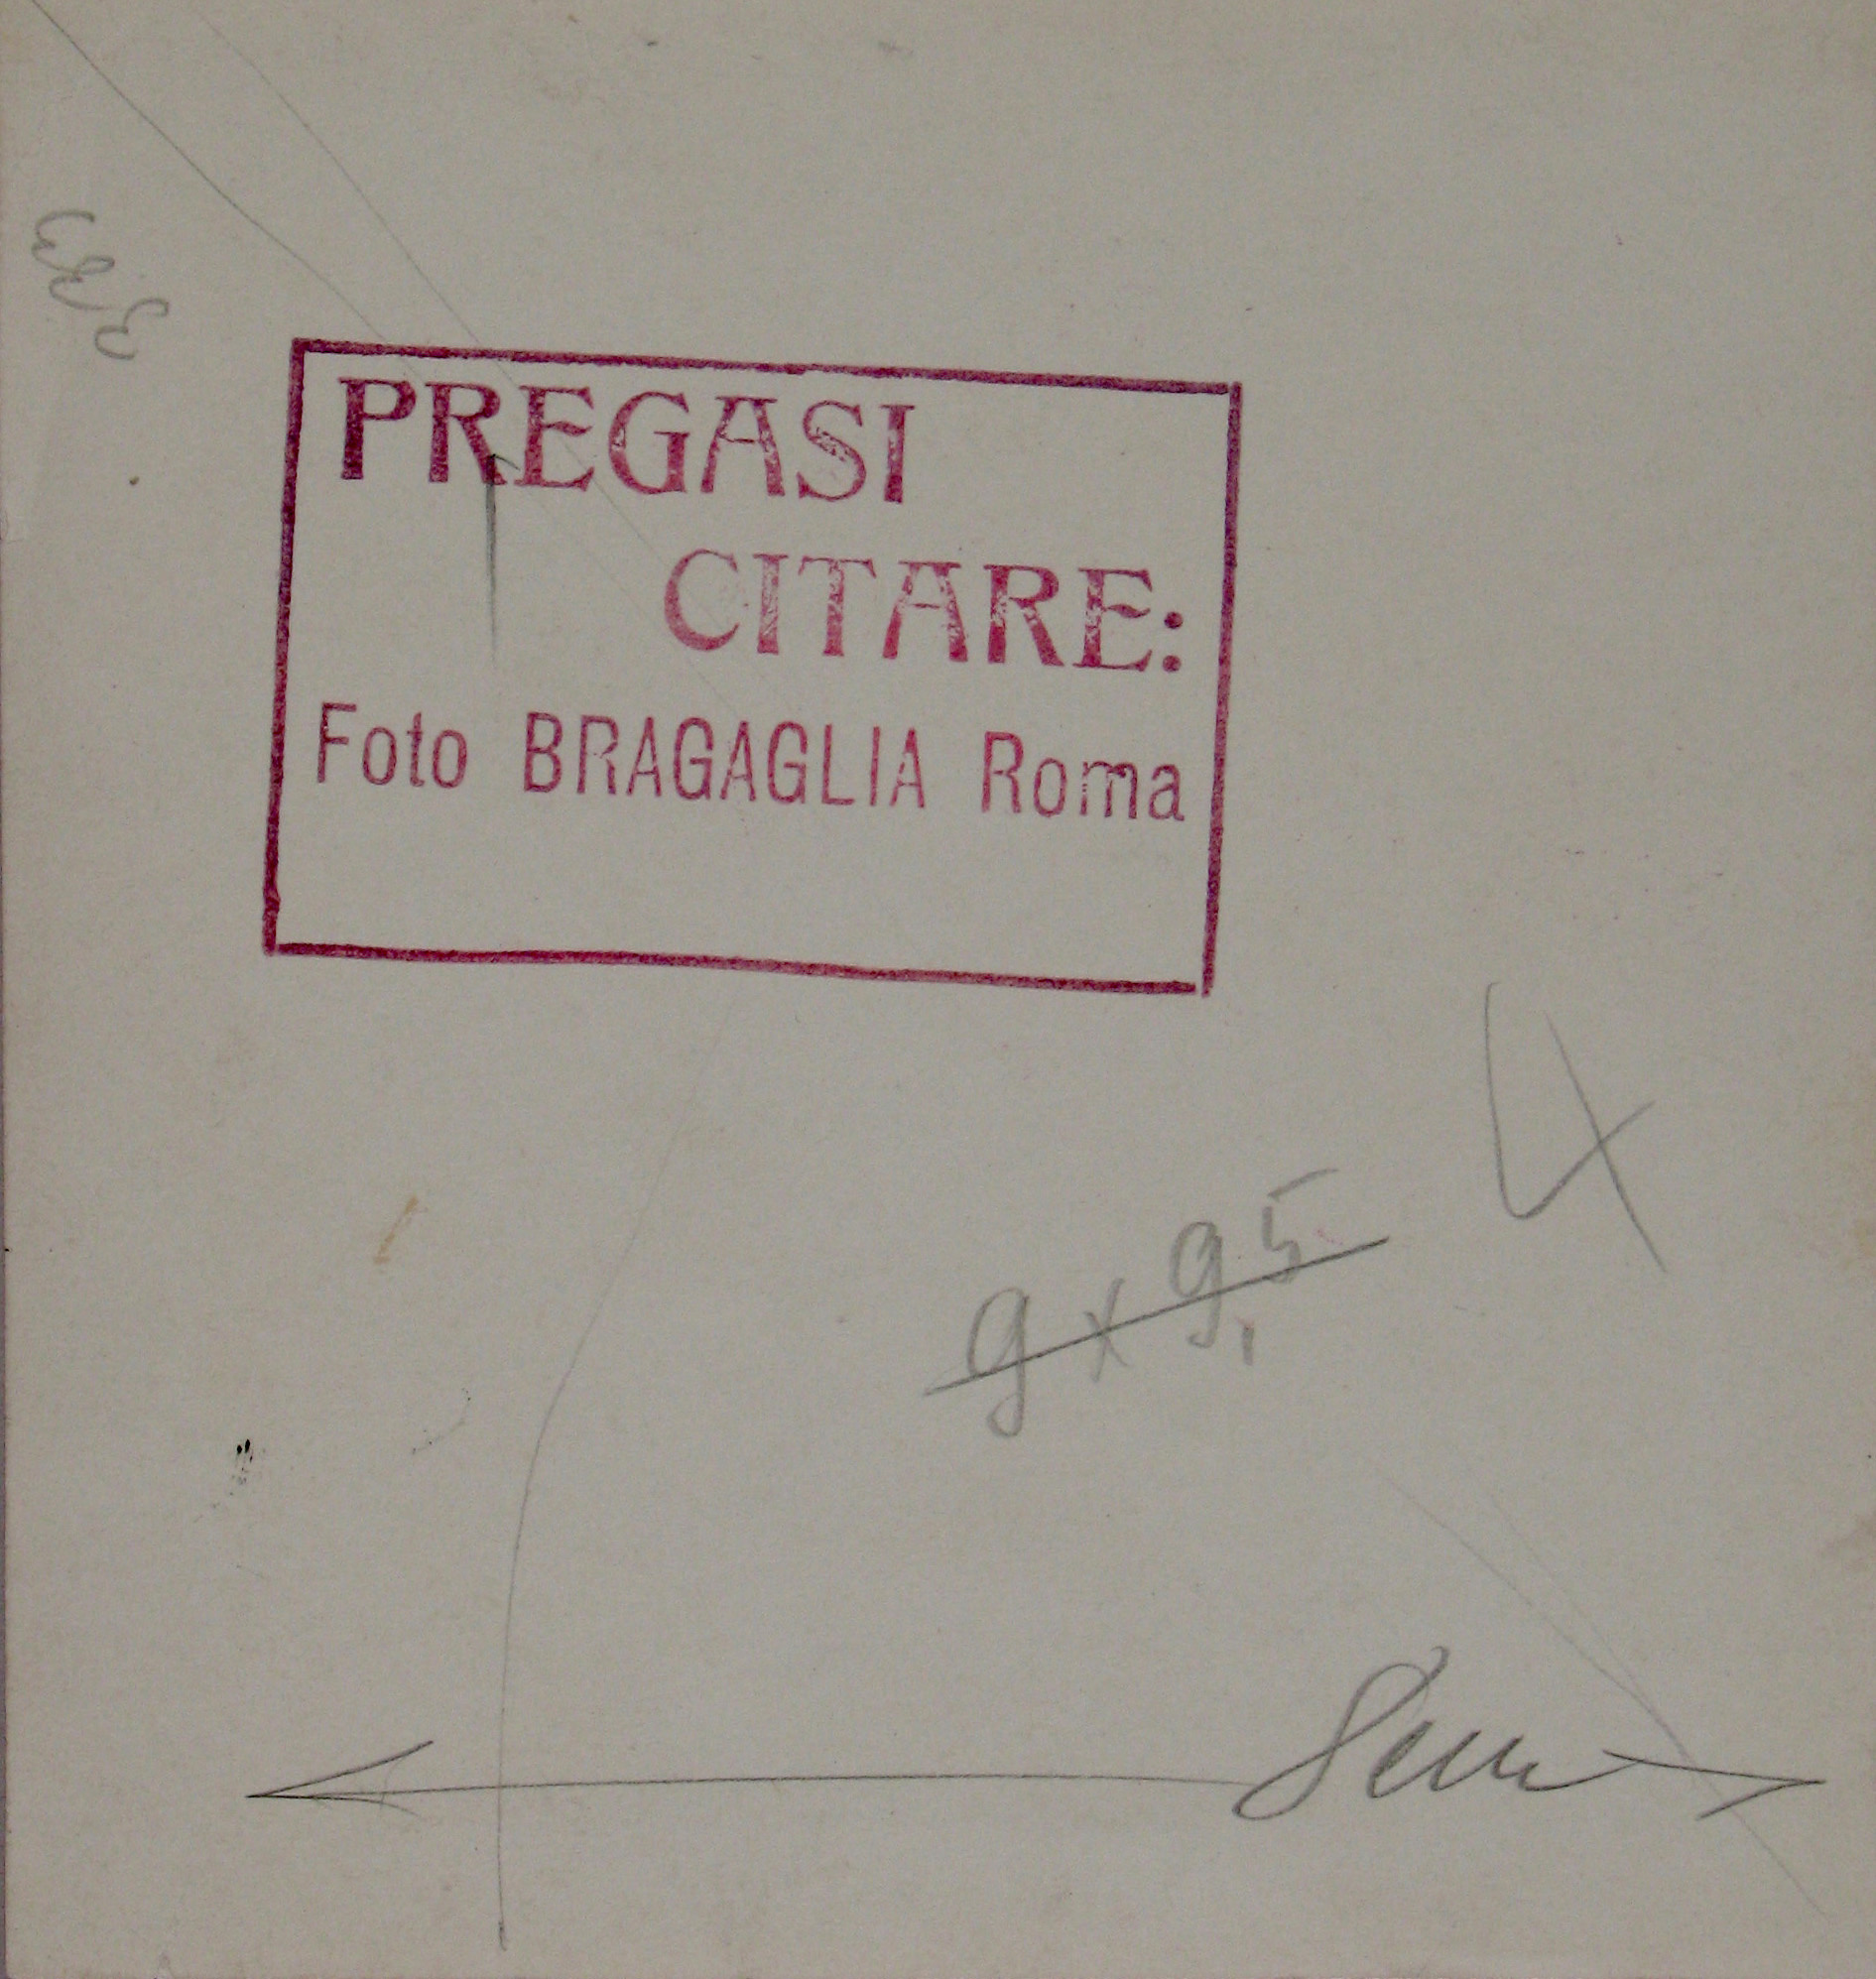 PREGASI
CITARE:
Foto BRAGAGLIA Roma
4
9 x 9,5